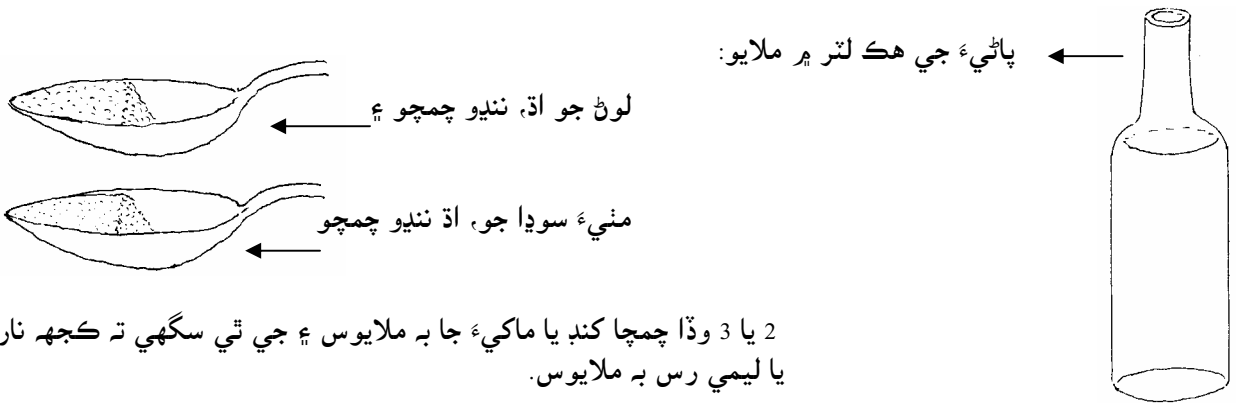 پاڻيءَ جي هڪ لٽر ۾ ملايو:
لوڻ جو اڌ، ننڍو چمچو ۽
مٺيءَ سوڊا جو، اڌ ننڍو چمچو
2 يا 3 وڏا چمچا کنڊ يا ماکيءَ جا به ملايوس ۽ جي ٿي سگهي ته ڪجهه نار
يا ليمي رس به ملايوس.